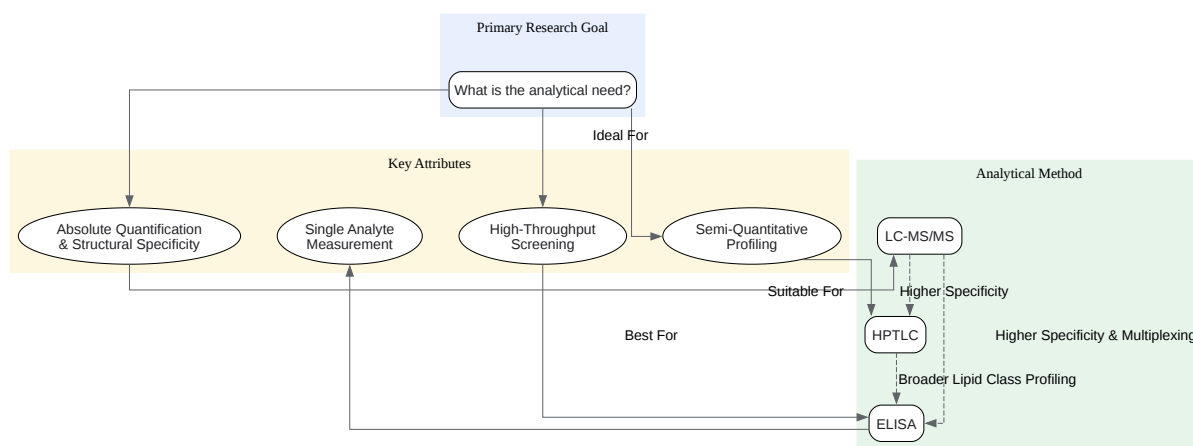 Primary Research Goal
What is the analytical need?
Ideal For
Key Attributes
Analytical Method
Absolute Quantification
& Structural Specificity
Single Analyte
Measurement
High-Throughput
Screening
Semi-Quantitative
Profiling
LC-MS/MS
Suitable For
Higher Specificity
Best For
HPTLC
Higher Specificity & Multiplexing
Broader Lipid Class Profiling
ELISA